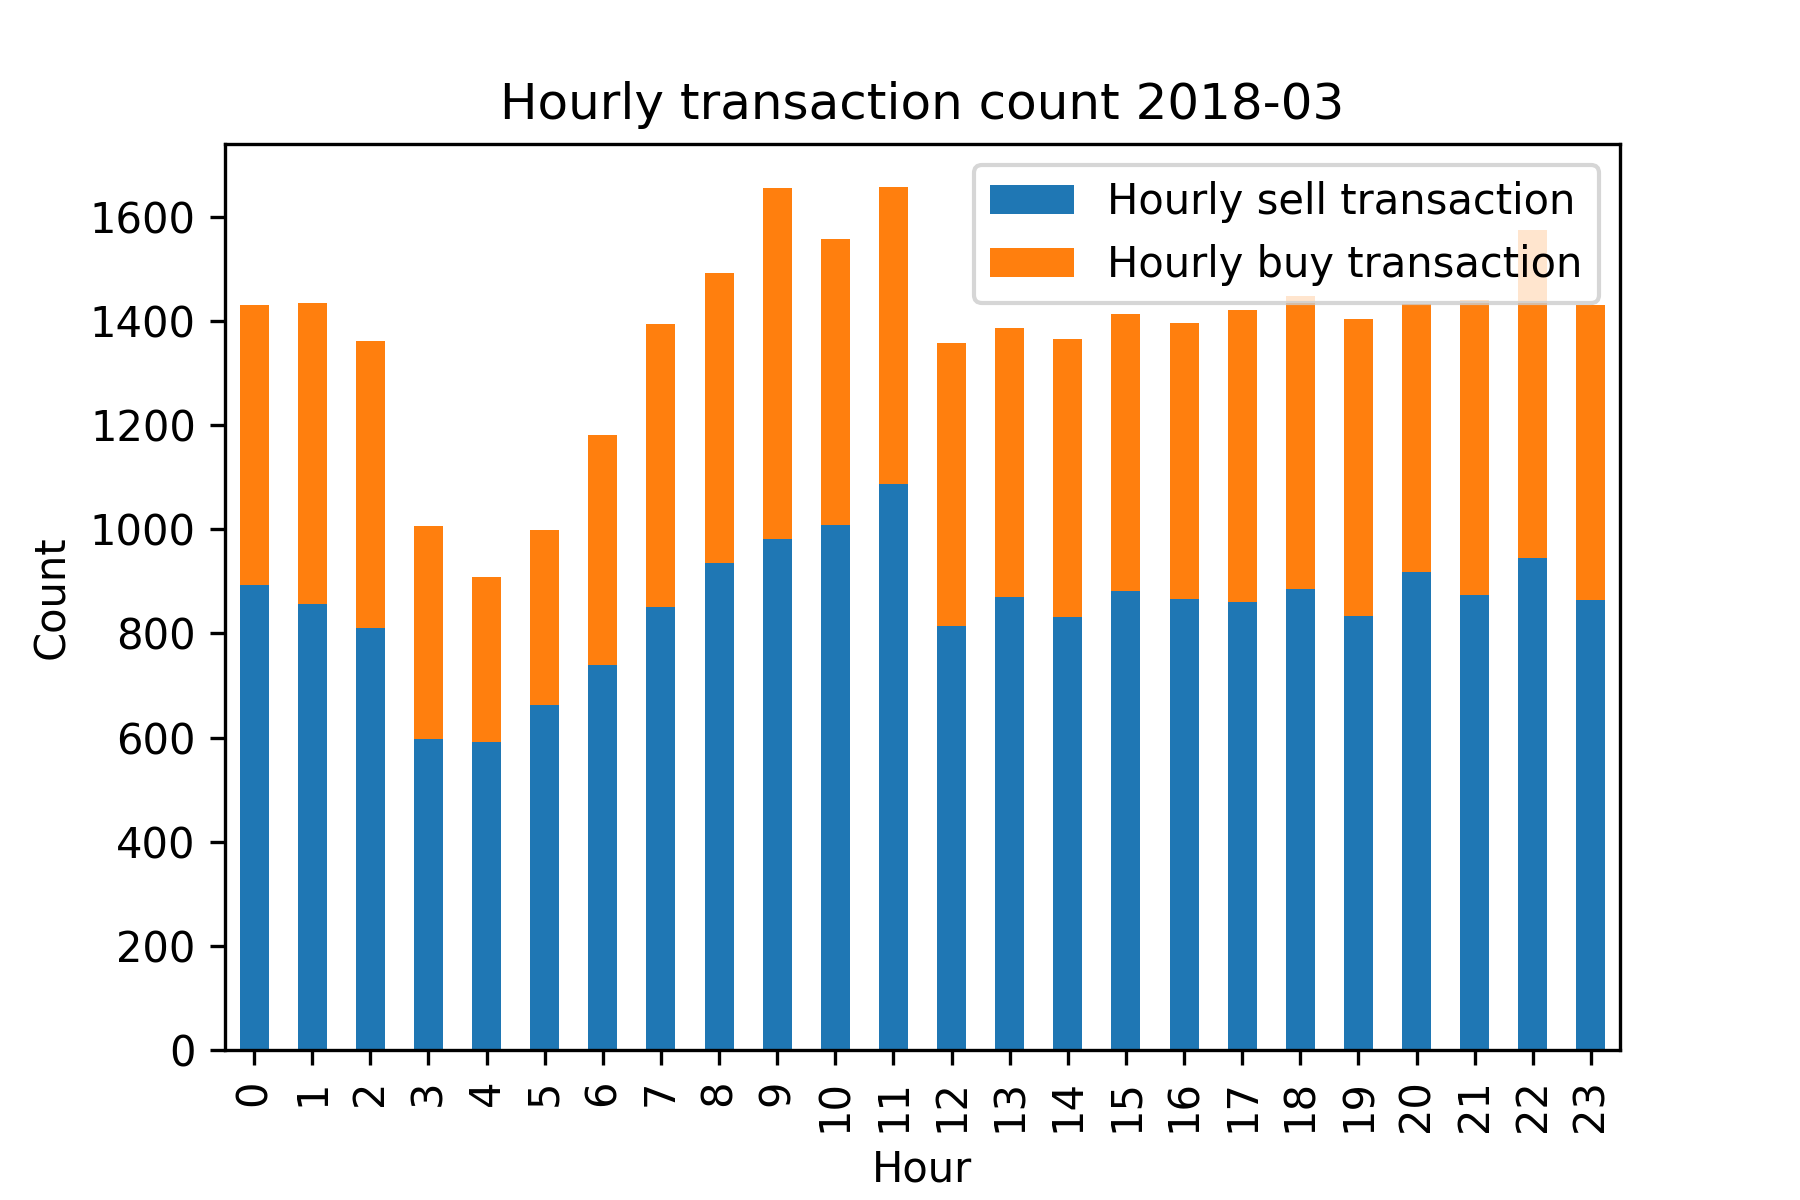 Hourly transaction count 2018-03
Hourly sell transaction
Hourly buy transaction
Count
1600
1400
1200
1000
800
600
400
200
0
0 1 2 3 4 5 6 7 8 9 10 11 12 13 14 15 16 17 18 19 20 21 22 23
Hour